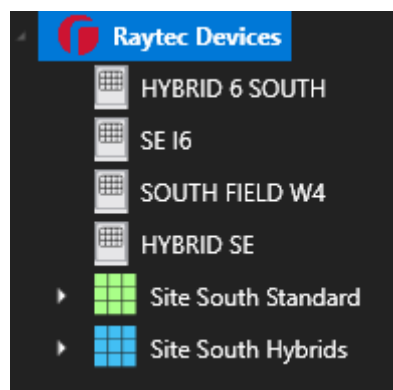 Raytec Devices
HYBRID 6 SOUTH
SE I6
SOUTH FIELD W4
HYBRID SE
Site South Standard
Site South Hybrids